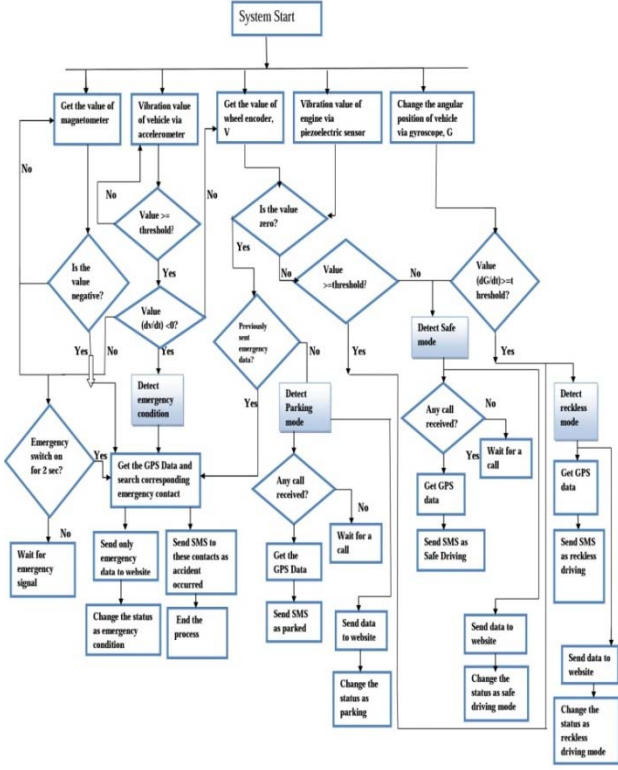 System Start
Get the value of
magnetometer
Vibration value
of vehicle via
accelerometer
Get the value of
wheel encoder,
V
Vibration value of
engine via
piezoelectric sensor
Change the angular
position of vehicle
via gyroscope, G
No
No
No
Value >=
threshold?
Is the value
zero?
Yes
Yes
No
Is the
value
negative?
Value
(dv/dt) <0?
Value
>=threshold?
No
Value
(dG/dt)>=t
hreshold?
Previously
sent
emergency
data?
Detect Safe
mode
Yes
No
Yes
No
Yes
Yes
Detect
emergency
condition
Yes
Detect
Parking
mode
Any call
received?
No
Detect
reckless
mode
Emergency
switch on
for 2 sec?
Yes
Get the GPS Data and
search corresponding
emergency contact
Any call
received?
Yes
Wait for a
call
Get GPS
data
Get GPS
data
No
No
Wait for
emergency
signal
Send only
emergency
data to website
Send SMS to
these contacts as
accident
occurred
Get the
GPS Data
Wait for a
call
Send SMS as
Safe Driving
Send SMS
as reckless
driving
Change the status
as emergency
condition
End the
process
Send SMS
as parked
Send data
to website
Send data to
website
Send data to
website
Change the
status as
parking
Change the
status as safe
driving mode
Change the
status as
reckless
driving mode